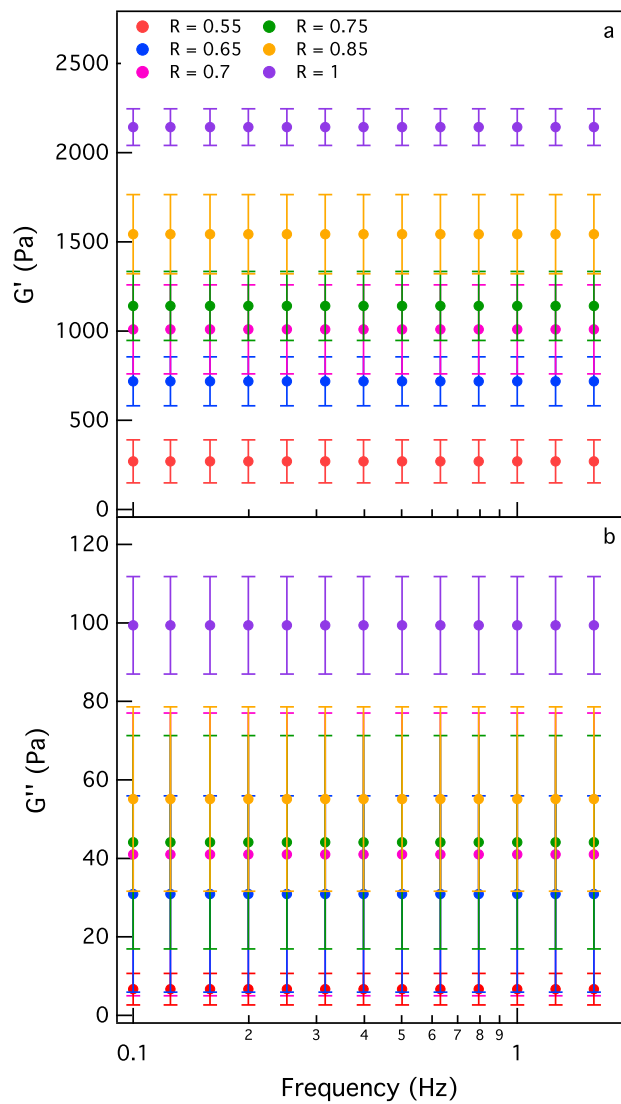 R = 0.55 R = 0.75 a
R = 0.65 R = 0.85
R = 0.7 R = 1
2500
2000
1500
1000
500
0
G' (Pa)
b
120
100
80
60
40
20
0
G'' (Pa)
2 3 4 5 6 7 8 9
0.1 1
Frequency (Hz)